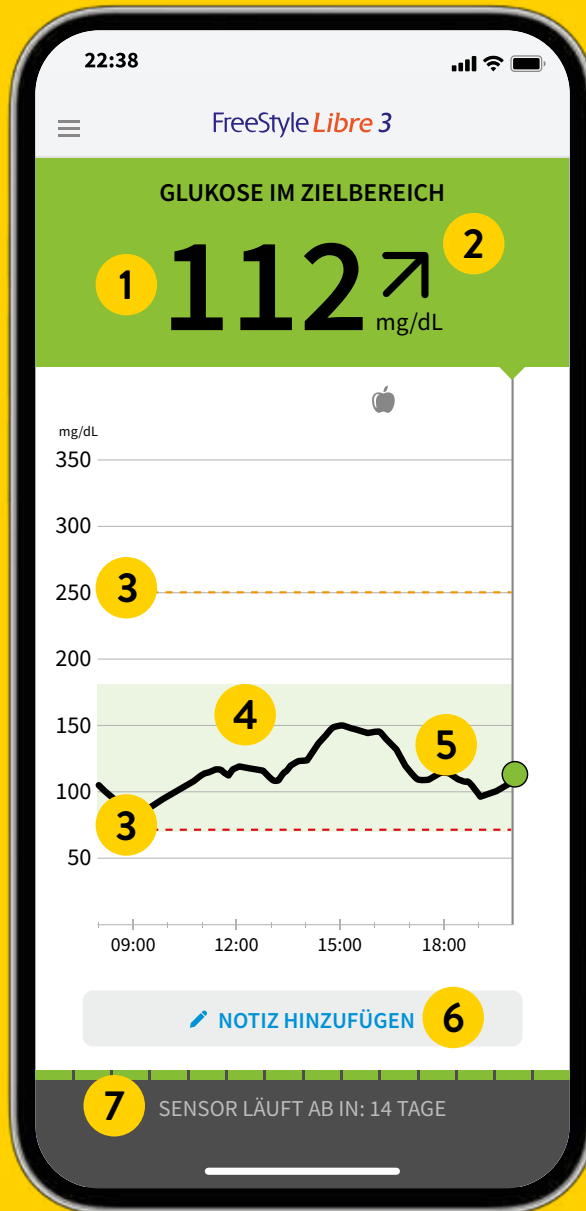 22:38
FreeStyle Libre 3
GLUKOSE IM ZIELBEREICH
1
112
2
mg/dL
mg/dL
350
300
250
3
200
150
4
5
100
3
50
09:00 12:00 15:00 18:00
NOTIZ HINZUFÜGEN
6
7
SENSOR LÄUFT AB IN: 14 TAGE